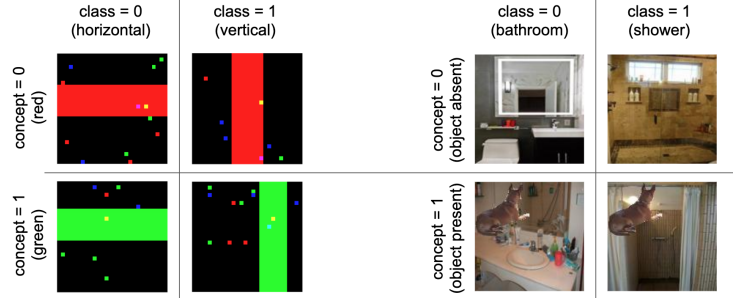 class = 0
(horizontal)
class = 1
(vertical)
concept = 0
(red)
concept = 1
(green)
class = 0
(bathroom)
class = 1
(shower)
concept = 0
(object absent)
concept = 1
(object present)